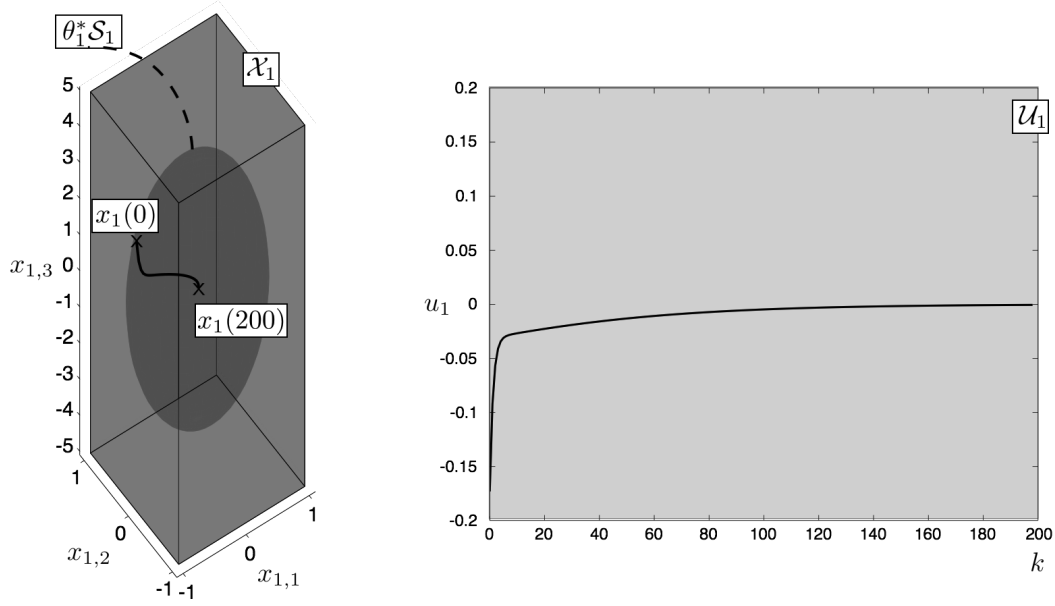 θ₁*𝒮₁
𝒳₁
5
4
3
2
1
0
-1
-2
-3
-4
-5
x₁(0)
x₁(200)
x₁,₃
1
0
-1
x₁,₂
-1
0
1
x₁,₁
0.2
0.15
0.1
0.05
0
-0.05
-0.1
-0.15
-0.2
u₁
𝒰₁
0 20 40 60 80 100 120 140 160 180 200
k